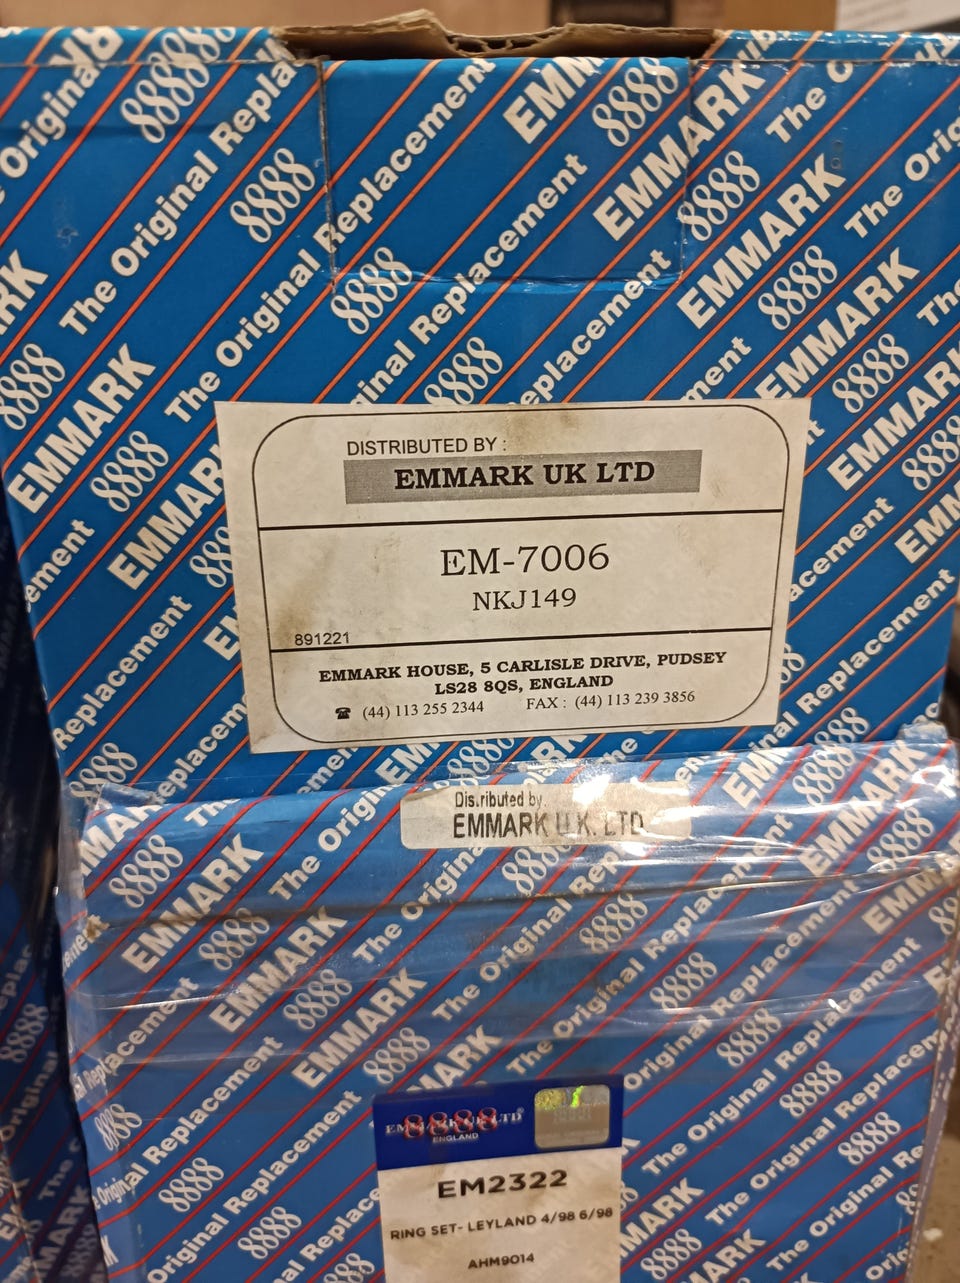 EMMARK 8888 The Original Replacement
DISTRIBUTED BY :
EMMARK UK LTD
EM-7006
NKJ149
891221
EMMARK HOUSE, 5 CARLISLE DRIVE, PUDSEY
LS28 8QS, ENGLAND
☎ (44) 113 255 2344 FAX : (44) 113 239 3856
Distributed by
EMMARK U.K. LTD
8888
ENGLAND
EM2322
RING SET- LEYLAND 4/98 6/98
AHM9014